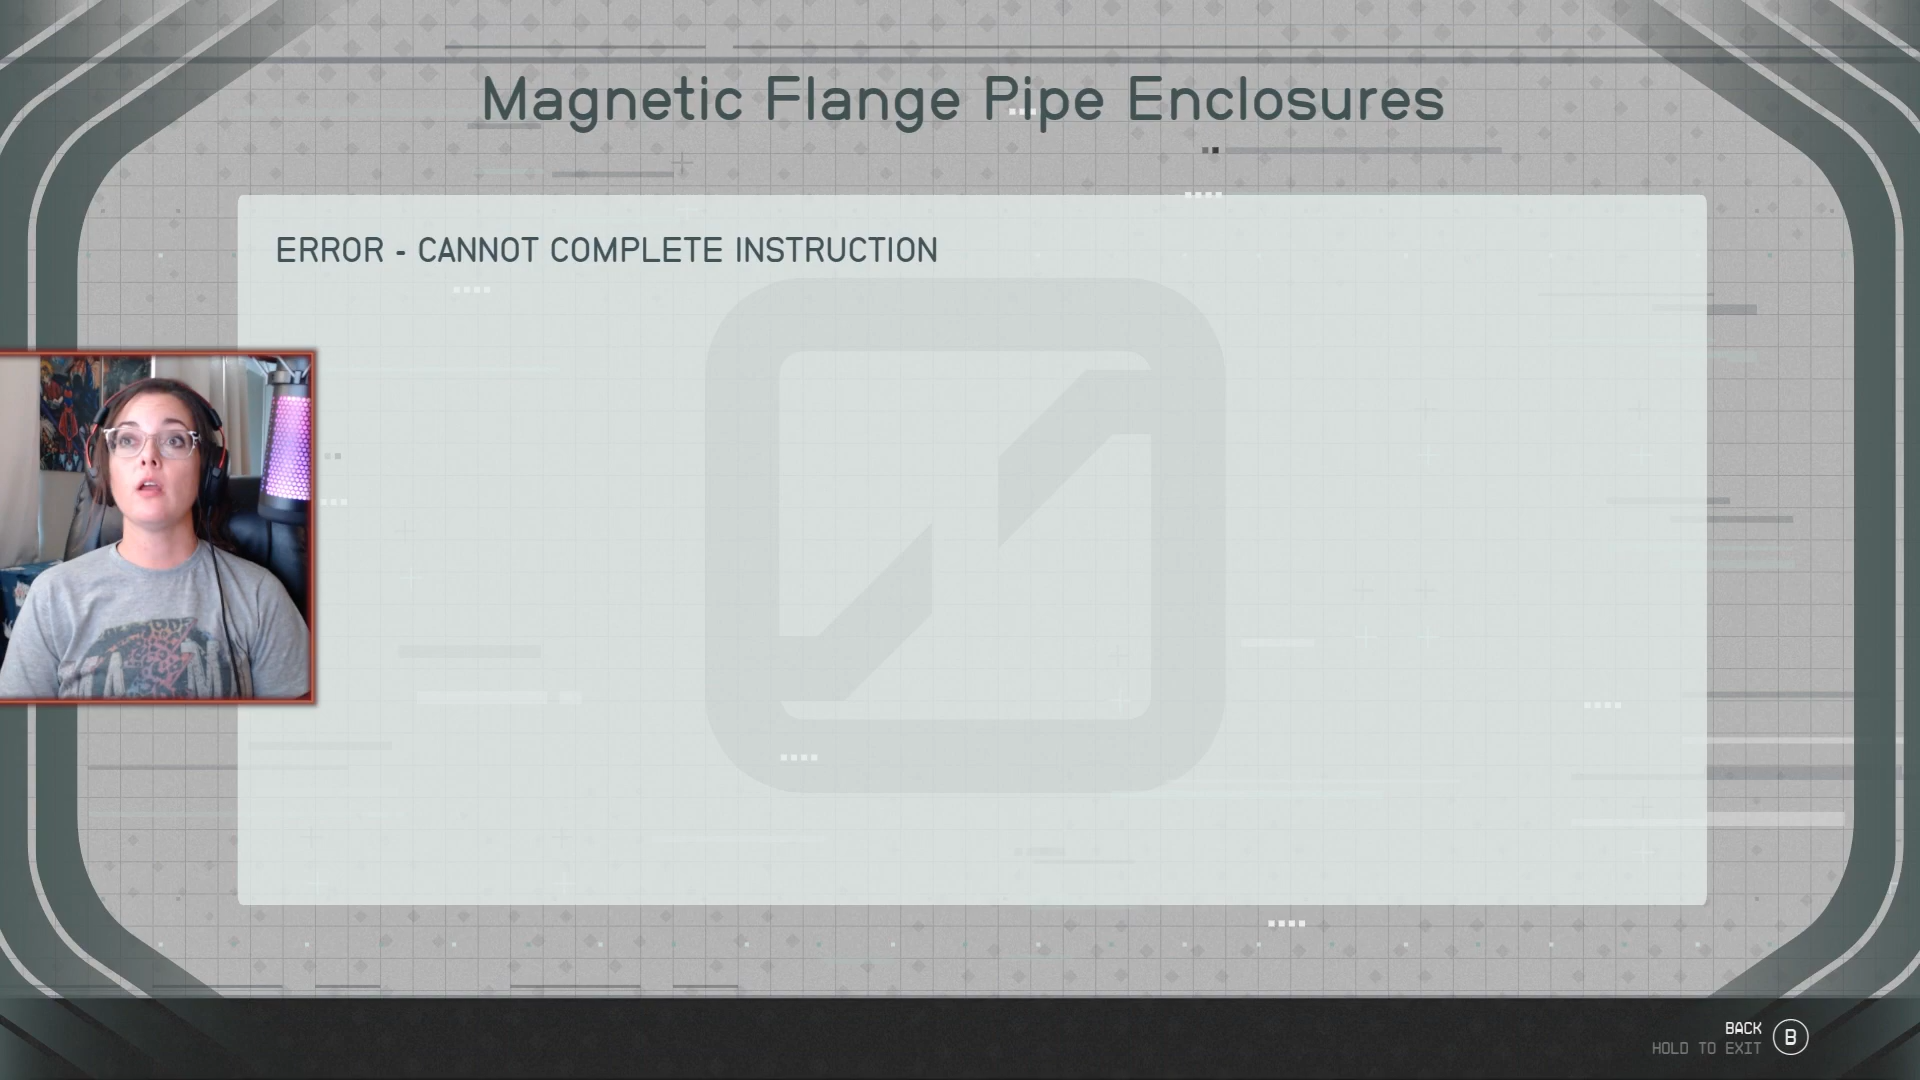 Magnetic Flange Pipe Enclosures
ERROR - CANNOT COMPLETE INSTRUCTION
BACK
HOLD TO EXIT
B